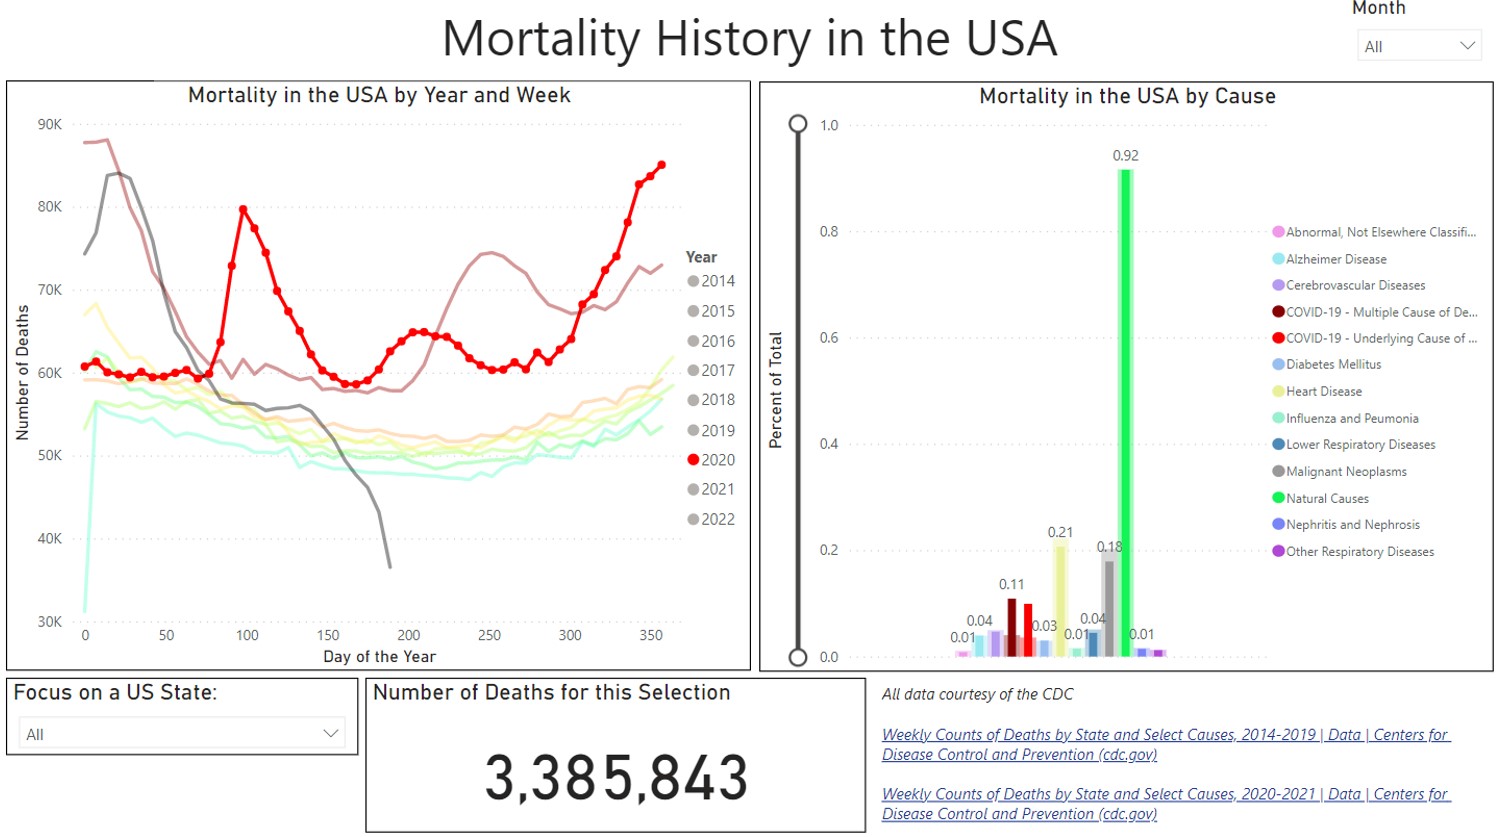 Mortality History in the USA
Month
All
Mortality in the USA by Year and Week
Number of Deaths
90K
80K
70K
60K
50K
40K
30K
0 50 100 150 200 250 300 350
Day of the Year
Year
2014
2015
2016
2017
2018
2019
2020
2021
2022
Mortality in the USA by Cause
Percent of Total
1.0
0.8
0.6
0.4
0.2
0.0
0.01
0.04
0.11
0.03
0.21
0.01
0.04
0.18
0.92
0.01
Abnormal, Not Elsewhere Classifi...
Alzheimer Disease
Cerebrovascular Diseases
COVID-19 - Multiple Cause of De...
COVID-19 - Underlying Cause of ...
Diabetes Mellitus
Heart Disease
Influenza and Peumonia
Lower Respiratory Diseases
Malignant Neoplasms
Natural Causes
Nephritis and Nephrosis
Other Respiratory Diseases
Focus on a US State:
All
Number of Deaths for this Selection
3,385,843
All data courtesy of the CDC
Weekly Counts of Deaths by State and Select Causes, 2014-2019 | Data | Centers for
Disease Control and Prevention (cdc.gov)
Weekly Counts of Deaths by State and Select Causes, 2020-2021 | Data | Centers for
Disease Control and Prevention (cdc.gov)